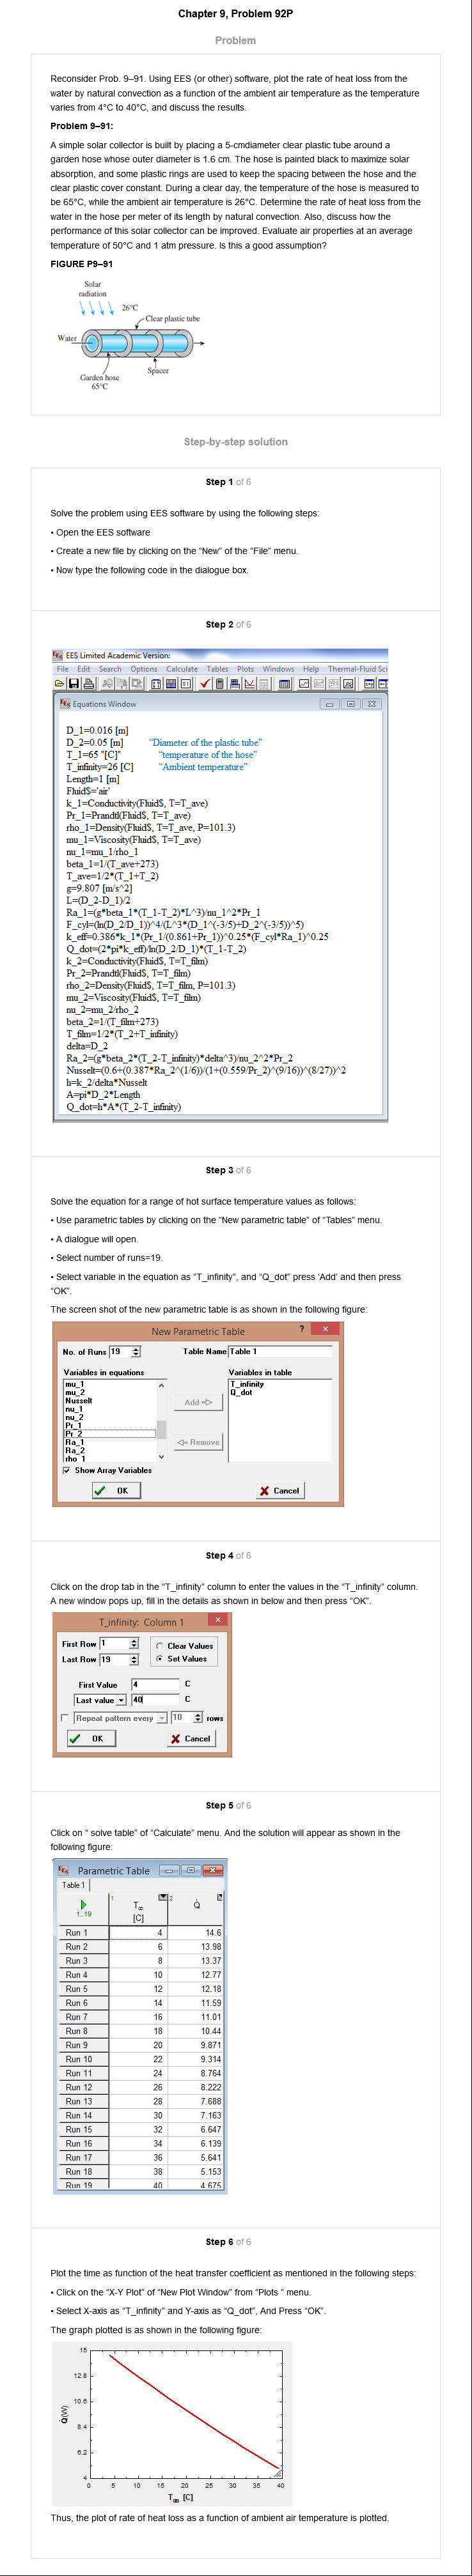 Chapter 9, Problem 92P
Problem
Reconsider Prob. 9–91. Using EES (or other) software, plot the rate of heat loss from the
water by natural convection as a function of the ambient air temperature as the temperature
varies from 4°C to 40°C, and discuss the results.
Problem 9–91:
A simple solar collector is built by placing a 5-cmdiameter clear plastic tube around a
garden hose whose outer diameter is 1.6 cm. The hose is painted black to maximize solar
absorption, and some plastic rings are used to keep the spacing between the hose and the
clear plastic cover constant. During a clear day, the temperature of the hose is measured to
be 65°C, while the ambient air temperature is 26°C. Determine the rate of heat loss from the
water in the hose per meter of its length by natural convection. Also, discuss how the
performance of this solar collector can be improved. Evaluate air properties at an average
temperature of 50°C and 1 atm pressure. Is this a good assumption?
FIGURE P9–91
Solar
radiation
26°C
Clear plastic tube
Water
Spacer
Garden hose
65°C
Step-by-step solution
Step 1 of 6
Solve the problem using EES software by using the following steps:
• Open the EES software
• Create a new file by clicking on the “New” of the “File” menu.
• Now type the following code in the dialogue box.
Step 2 of 6
EES Limited Academic Version:
File Edit Search Options Calculate Tables Plots Windows Help Thermal-Fluid Sci
Equations Window
D_1=0.016 [m]
D_2=0.05 [m] “Diameter of the plastic tube”
T_1=65 "[C]" “temperature of the hose”
T_infinity=26 [C] “Ambient temperature”
Length=1 [m]
Fluid$='air'
k_1=Conductivity(Fluid$, T=T_ave)
Pr_1=Prandtl(Fluid$, T=T_ave)
rho_1=Density(Fluid$, T=T_ave, P=101.3)
mu_1=Viscosity(Fluid$, T=T_ave)
nu_1=mu_1/rho_1
beta_1=1/(T_ave+273)
T_ave=1/2*(T_1+T_2)
g=9.807 [m/s^2]
L=(D_2-D_1)/2
Ra_1=(g*beta_1*(T_1-T_2)*L^3)/nu_1^2*Pr_1
F_cyl=(ln(D_2/D_1))^4/(L^3*(D_1^(-3/5)+D_2^(-3/5))^5)
k_eff=0.386*k_1*(Pr_1/(0.861+Pr_1))^0.25*(F_cyl*Ra_1)^0.25
Q_dot=(2*pi*k_eff)/ln(D_2/D_1)*(T_1-T_2)
k_2=Conductivity(Fluid$, T=T_film)
Pr_2=Prandtl(Fluid$, T=T_film)
rho_2=Density(Fluid$, T=T_film, P=101.3)
mu_2=Viscosity(Fluid$, T=T_film)
nu_2=mu_2/rho_2
beta_2=1/(T_film+273)
T_film=1/2*(T_2+T_infinity)
delta=D_2
Ra_2=(g*beta_2*(T_2-T_infinity)*delta^3)/nu_2^2*Pr_2
Nusselt=(0.6+(0.387*Ra_2^(1/6))/(1+(0.559/Pr_2)^(9/16))^(8/27))^2
h=k_2/delta*Nusselt
A=pi*D_2*Length
Q_dot=h*A*(T_2-T_infinity)
Step 3 of 6
Solve the equation for a range of hot surface temperature values as follows:
• Use parametric tables by clicking on the “New parametric table” of “Tables” menu.
• A dialogue will open.
• Select number of runs=19.
• Select variable in the equation as “T_infinity”, and “Q_dot” press ‘Add’ and then press
“OK”.
The screen shot of the new parametric table is as shown in the following figure:
New Parametric Table ? x
No. of Runs 19 Table Name Table 1
Variables in equations Variables in table
mu_1 T_infinity
mu_2 Q_dot
Nusselt
nu_1
nu_2
Pr_1
Pr_2
Ra_1
Ra_2
rho_1
Add
Remove
Show Array Variables
OK Cancel
Step 4 of 6
Click on the drop tab in the “T_infinity” column to enter the values in the “T_infinity” column.
A new window pops up, fill in the details as shown in below and then press “OK”.
T_infinity: Column 1 x
First Row 1 Clear Values
Last Row 19 Set Values
First Value 4 C
Last value 40 C
Repeat pattern every 10 rows
OK Cancel
Step 5 of 6
Click on “ solve table” of “Calculate” menu. And the solution will appear as shown in the
following figure:
Parametric Table
Table 1
1..19 1 T∞ [C] 2 Q̇
Run 1 4 14.6
Run 2 6 13.98
Run 3 8 13.37
Run 4 10 12.77
Run 5 12 12.18
Run 6 14 11.59
Run 7 16 11.01
Run 8 18 10.44
Run 9 20 9.871
Run 10 22 9.314
Run 11 24 8.764
Run 12 26 8.222
Run 13 28 7.688
Run 14 30 7.163
Run 15 32 6.647
Run 16 34 6.139
Run 17 36 5.641
Run 18 38 5.153
Run 19 40 4.675
Step 6 of 6
Plot the time as function of the heat transfer coefficient as mentioned in the following steps:
• Click on the “X-Y Plot” of “New Plot Window” from “Plots ” menu.
• Select X-axis as “T_infinity” and Y-axis as “Q_dot”, And Press “OK”.
The graph plotted is as shown in the following figure:
15
12.8
10.6
8.4
6.2
4
Q̇(W)
0 5 10 15 20 25 30 35 40
T∞ [C]
Thus, the plot of rate of heat loss as a function of ambient air temperature is plotted.